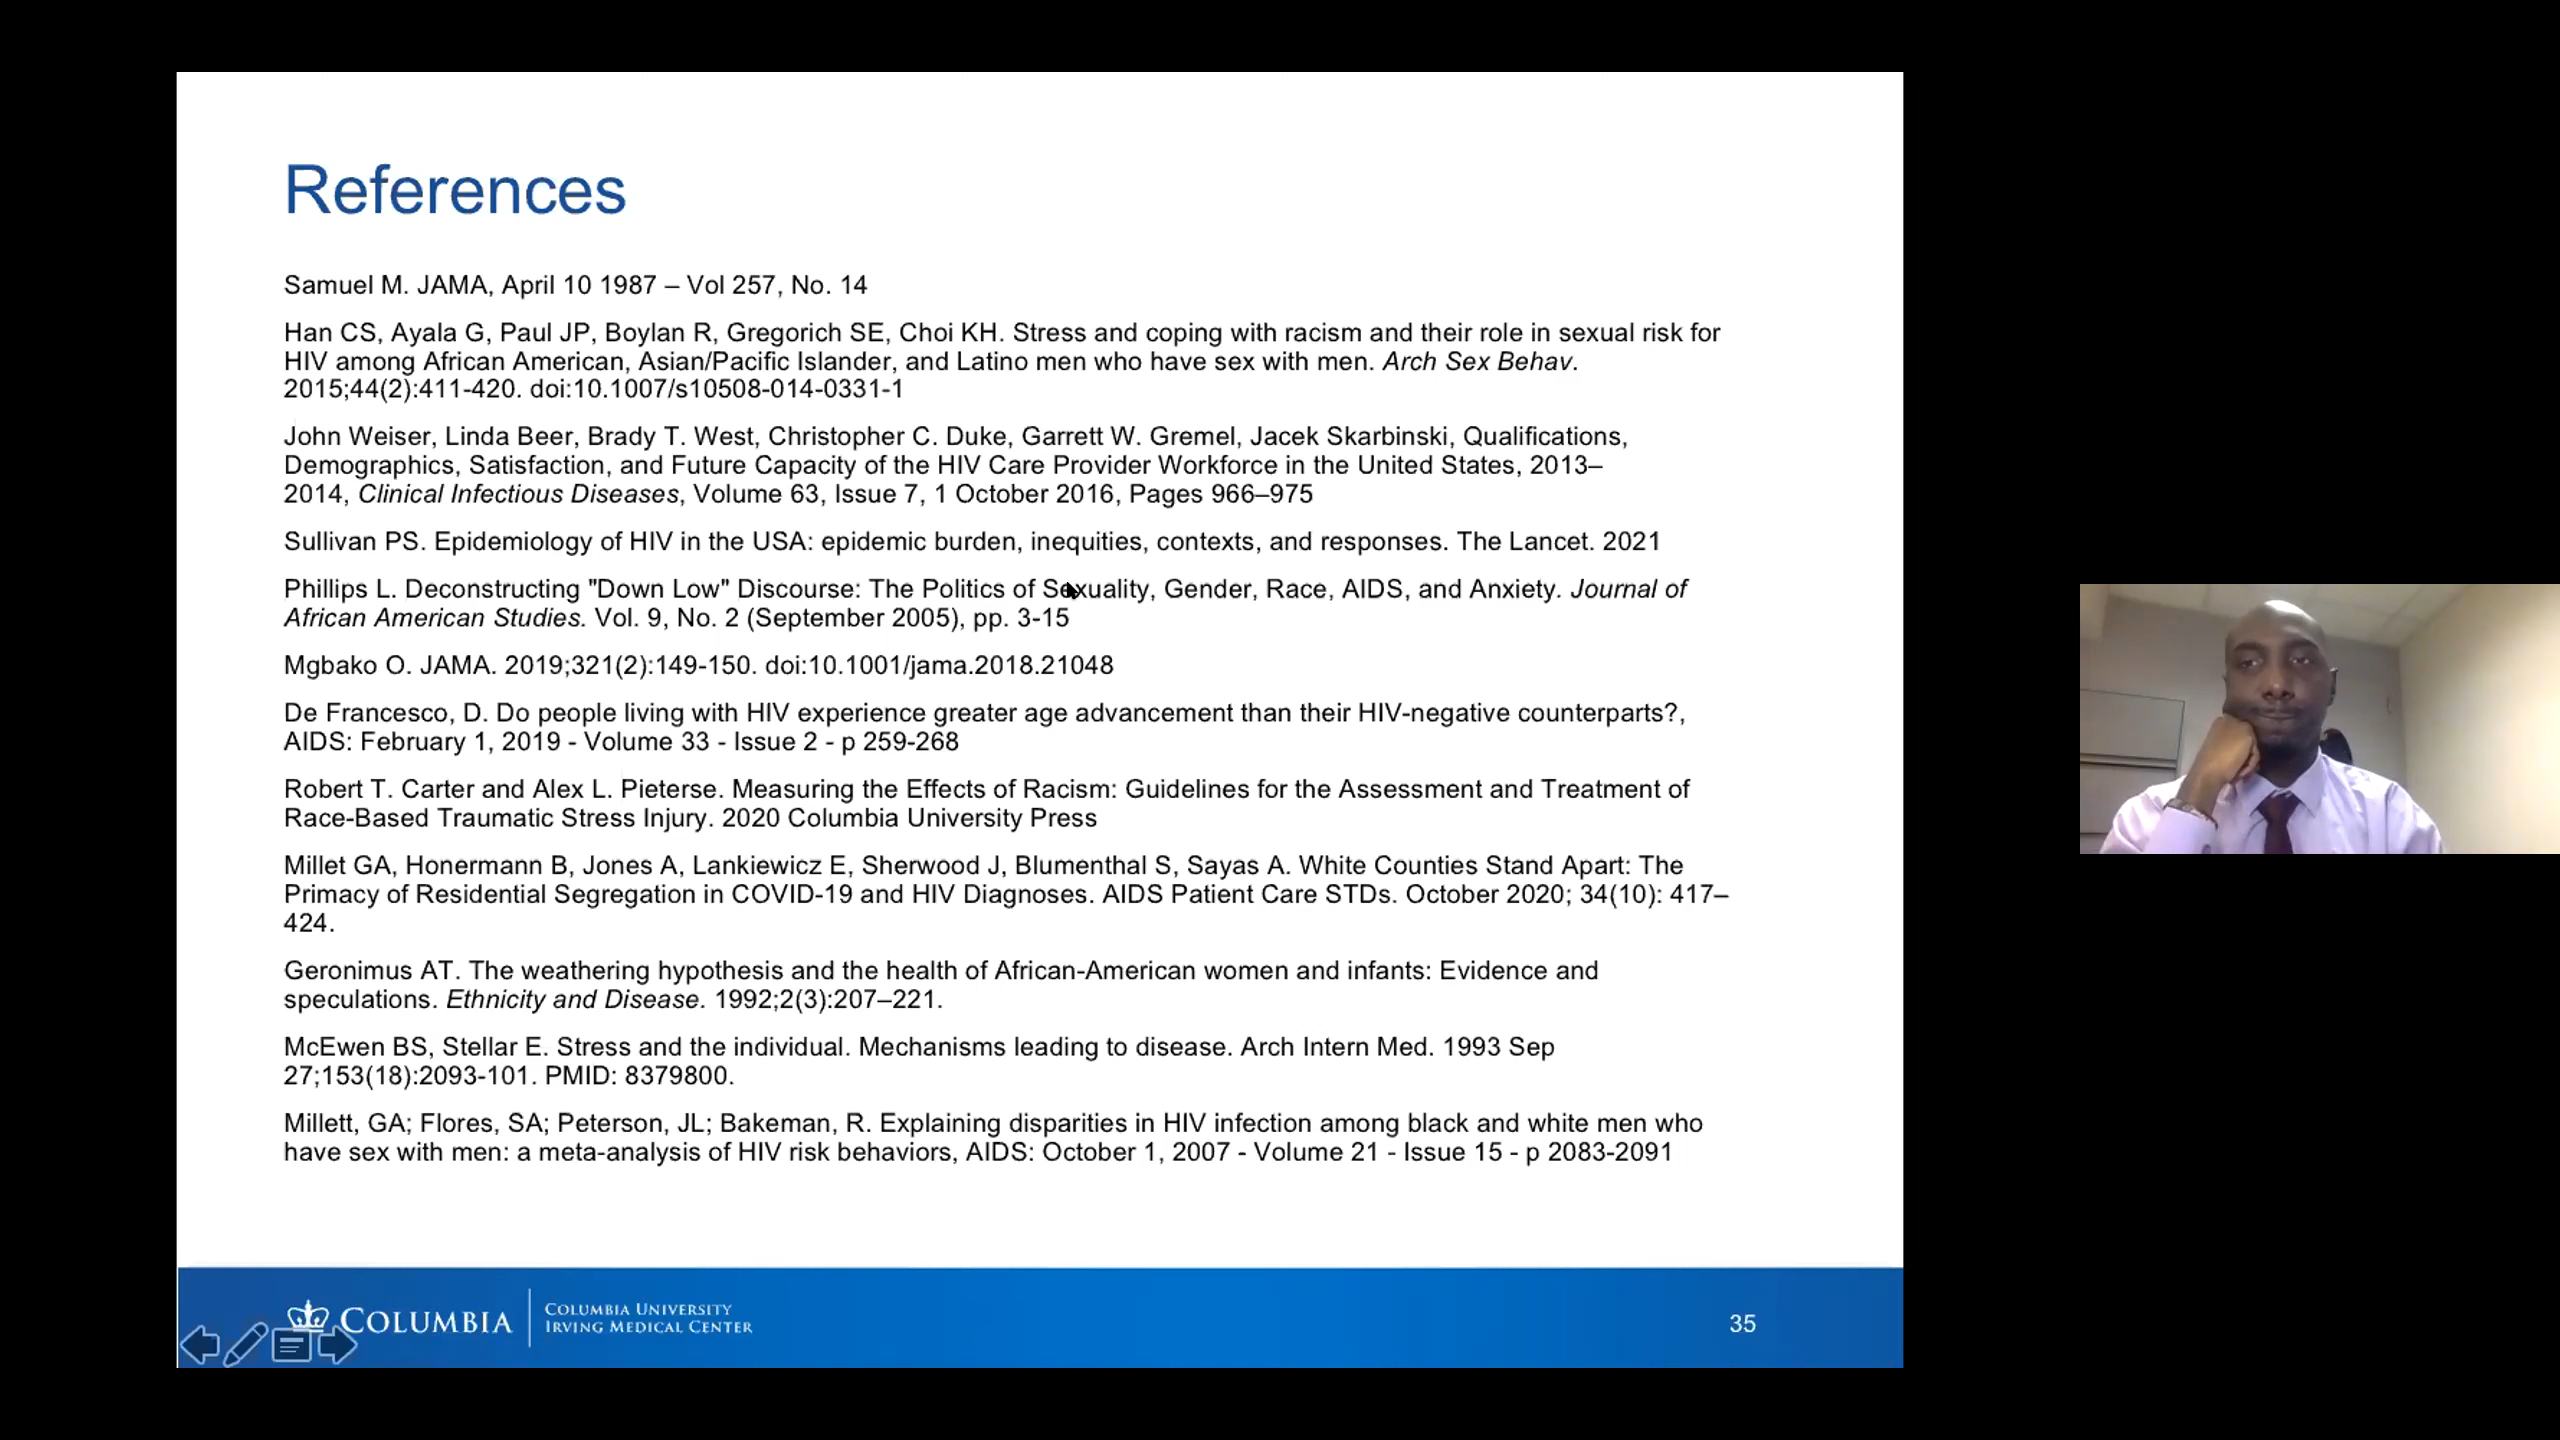 References
Samuel M. JAMA, April 10 1987 – Vol 257, No. 14
Han CS, Ayala G, Paul JP, Boylan R, Gregorich SE, Choi KH. Stress and coping with racism and their role in sexual risk for
HIV among African American, Asian/Pacific Islander, and Latino men who have sex with men. Arch Sex Behav.
2015;44(2):411-420. doi:10.1007/s10508-014-0331-1
John Weiser, Linda Beer, Brady T. West, Christopher C. Duke, Garrett W. Gremel, Jacek Skarbinski, Qualifications,
Demographics, Satisfaction, and Future Capacity of the HIV Care Provider Workforce in the United States, 2013–
2014, Clinical Infectious Diseases, Volume 63, Issue 7, 1 October 2016, Pages 966–975
Sullivan PS. Epidemiology of HIV in the USA: epidemic burden, inequities, contexts, and responses. The Lancet. 2021
Phillips L. Deconstructing "Down Low" Discourse: The Politics of Sexuality, Gender, Race, AIDS, and Anxiety. Journal of
African American Studies. Vol. 9, No. 2 (September 2005), pp. 3-15
Mgbako O. JAMA. 2019;321(2):149-150. doi:10.1001/jama.2018.21048
De Francesco, D. Do people living with HIV experience greater age advancement than their HIV-negative counterparts?,
AIDS: February 1, 2019 - Volume 33 - Issue 2 - p 259-268
Robert T. Carter and Alex L. Pieterse. Measuring the Effects of Racism: Guidelines for the Assessment and Treatment of
Race-Based Traumatic Stress Injury. 2020 Columbia University Press
Millet GA, Honermann B, Jones A, Lankiewicz E, Sherwood J, Blumenthal S, Sayas A. White Counties Stand Apart: The
Primacy of Residential Segregation in COVID-19 and HIV Diagnoses. AIDS Patient Care STDs. October 2020; 34(10): 417–
424.
Geronimus AT. The weathering hypothesis and the health of African-American women and infants: Evidence and
speculations. Ethnicity and Disease. 1992;2(3):207–221.
McEwen BS, Stellar E. Stress and the individual. Mechanisms leading to disease. Arch Intern Med. 1993 Sep
27;153(18):2093-101. PMID: 8379800.
Millett, GA; Flores, SA; Peterson, JL; Bakeman, R. Explaining disparities in HIV infection among black and white men who
have sex with men: a meta-analysis of HIV risk behaviors, AIDS: October 1, 2007 - Volume 21 - Issue 15 - p 2083-2091
COLUMBIA
COLUMBIA UNIVERSITY
IRVING MEDICAL CENTER
35